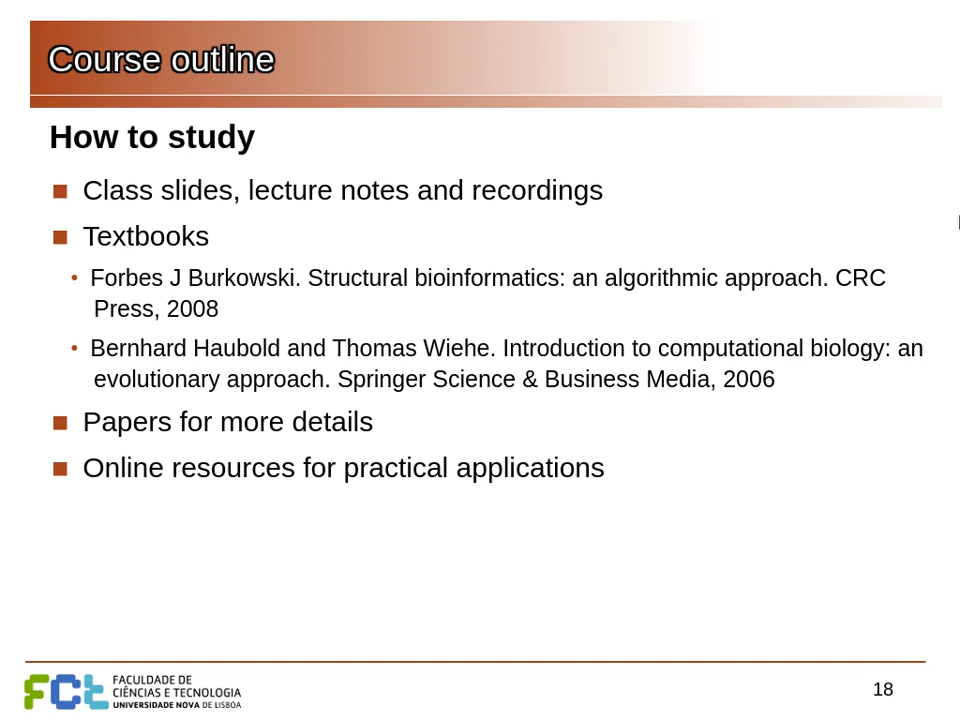 Course outline
How to study
Class slides, lecture notes and recordings
Textbooks
• Forbes J Burkowski. Structural bioinformatics: an algorithmic approach. CRC
Press, 2008
• Bernhard Haubold and Thomas Wiehe. Introduction to computational biology: an
evolutionary approach. Springer Science & Business Media, 2006
Papers for more details
Online resources for practical applications
FCt
FACULDADE DE
CIÊNCIAS E TECNOLOGIA
UNIVERSIDADE NOVA DE LISBOA
18